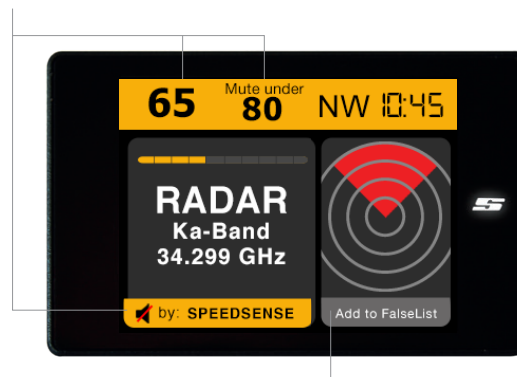 65
Mute under
80
NW 10:45
RADAR
Ka-Band
34.299 GHz
by: SPEEDSENSE
Add to FalseList
S